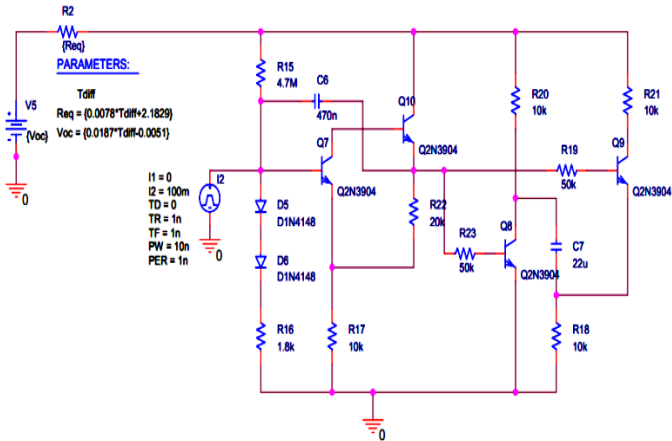 R2
{Req}
PARAMETERS:
Tdiff
Req = {0.0078*Tdiff+2.1829}
Voc = {0.0187*Tdiff-0.0051}
V5
{Voc}
0
R15
4.7M
C6
470n
Q10
Q2N3904
R20
10k
R21
10k
Q7
Q2N3904
R19
50k
Q9
Q2N3904
I1 = 0
I2 = 100m
TD = 0
TR = 1n
TF = 1n
PW = 10n
PER = 1n
I2
0
D5
D1N4148
D6
D1N4148
R22
20k
R23
50k
Q8
Q2N3904
C7
22u
R16
1.8k
R17
10k
R18
10k
0